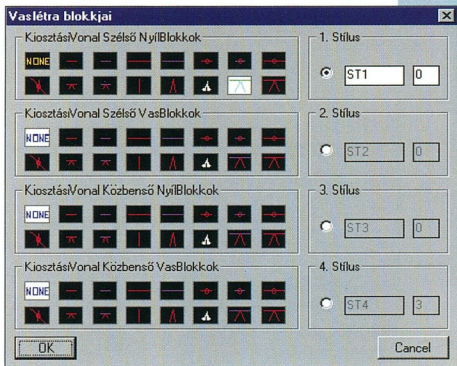 Vaslétra blokkjai
KiosztásiVonal Szélső NyílBlokkok
NONE
1. Stílus
ST1 0
KiosztásiVonal Szélső VasBlokkok
NONE
2. Stílus
ST2 0
KiosztásiVonal Közbenső NyílBlokkok
NONE
3. Stílus
ST3 0
KiosztásiVonal Közbenső VasBlokkok
NONE
4. Stílus
ST4 3
OK Cancel